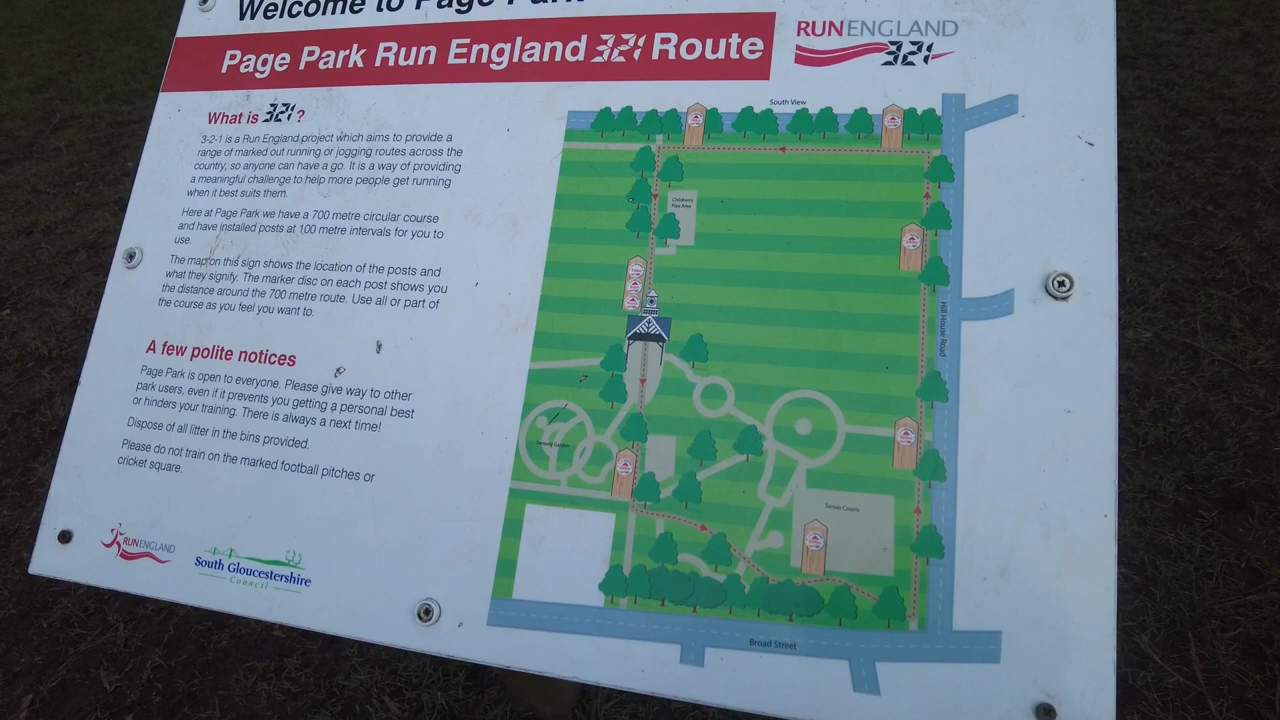 Welcome to Page Park
Page Park Run England 321 Route
RUNENGLAND
321
What is 321?
3-2-1 is a Run England project which aims to provide a
range of marked out running or jogging routes across the
country, so anyone can have a go. It is a way of providing
a meaningful challenge to help more people get running
when it best suits them.
Here at Page Park we have a 700 metre circular course
and have installed posts at 100 metre intervals for you to
use.
The map on this sign shows the location of the posts and
what they signify. The marker disc on each post shows you
the distance around the 700 metre route. Use all or part of
the course as you feel you want to.
A few polite notices
Page Park is open to everyone. Please give way to other
park users, even if it prevents you getting a personal best
or hinders your training. There is always a next time!
Dispose of all litter in the bins provided.
Please do not train on the marked football pitches or
cricket square.
RUNENGLAND
South Gloucestershire
Council
South View
Children's
Play Area
Hill House Road
Sensory Garden
Tennis Courts
Broad Street